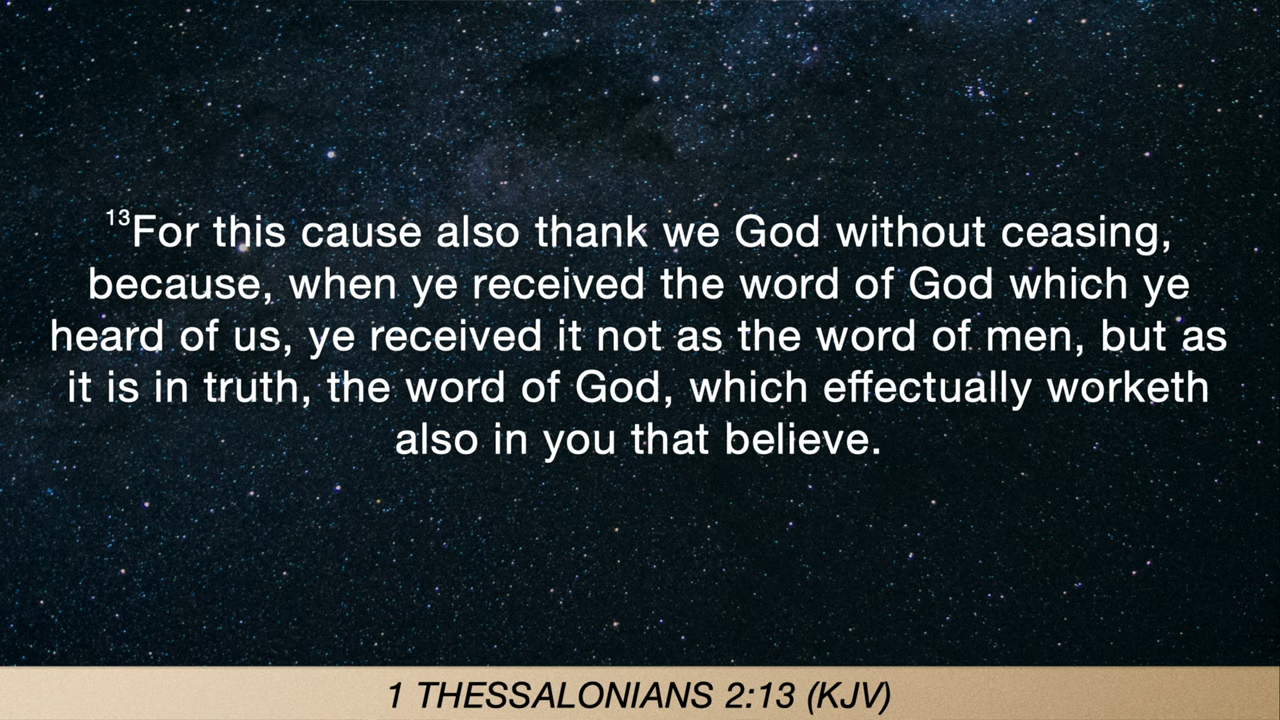 13For this cause also thank we God without ceasing,
because, when ye received the word of God which ye
heard of us, ye received it not as the word of men, but as
it is in truth, the word of God, which effectually worketh
also in you that believe.
1 THESSALONIANS 2:13 (KJV)